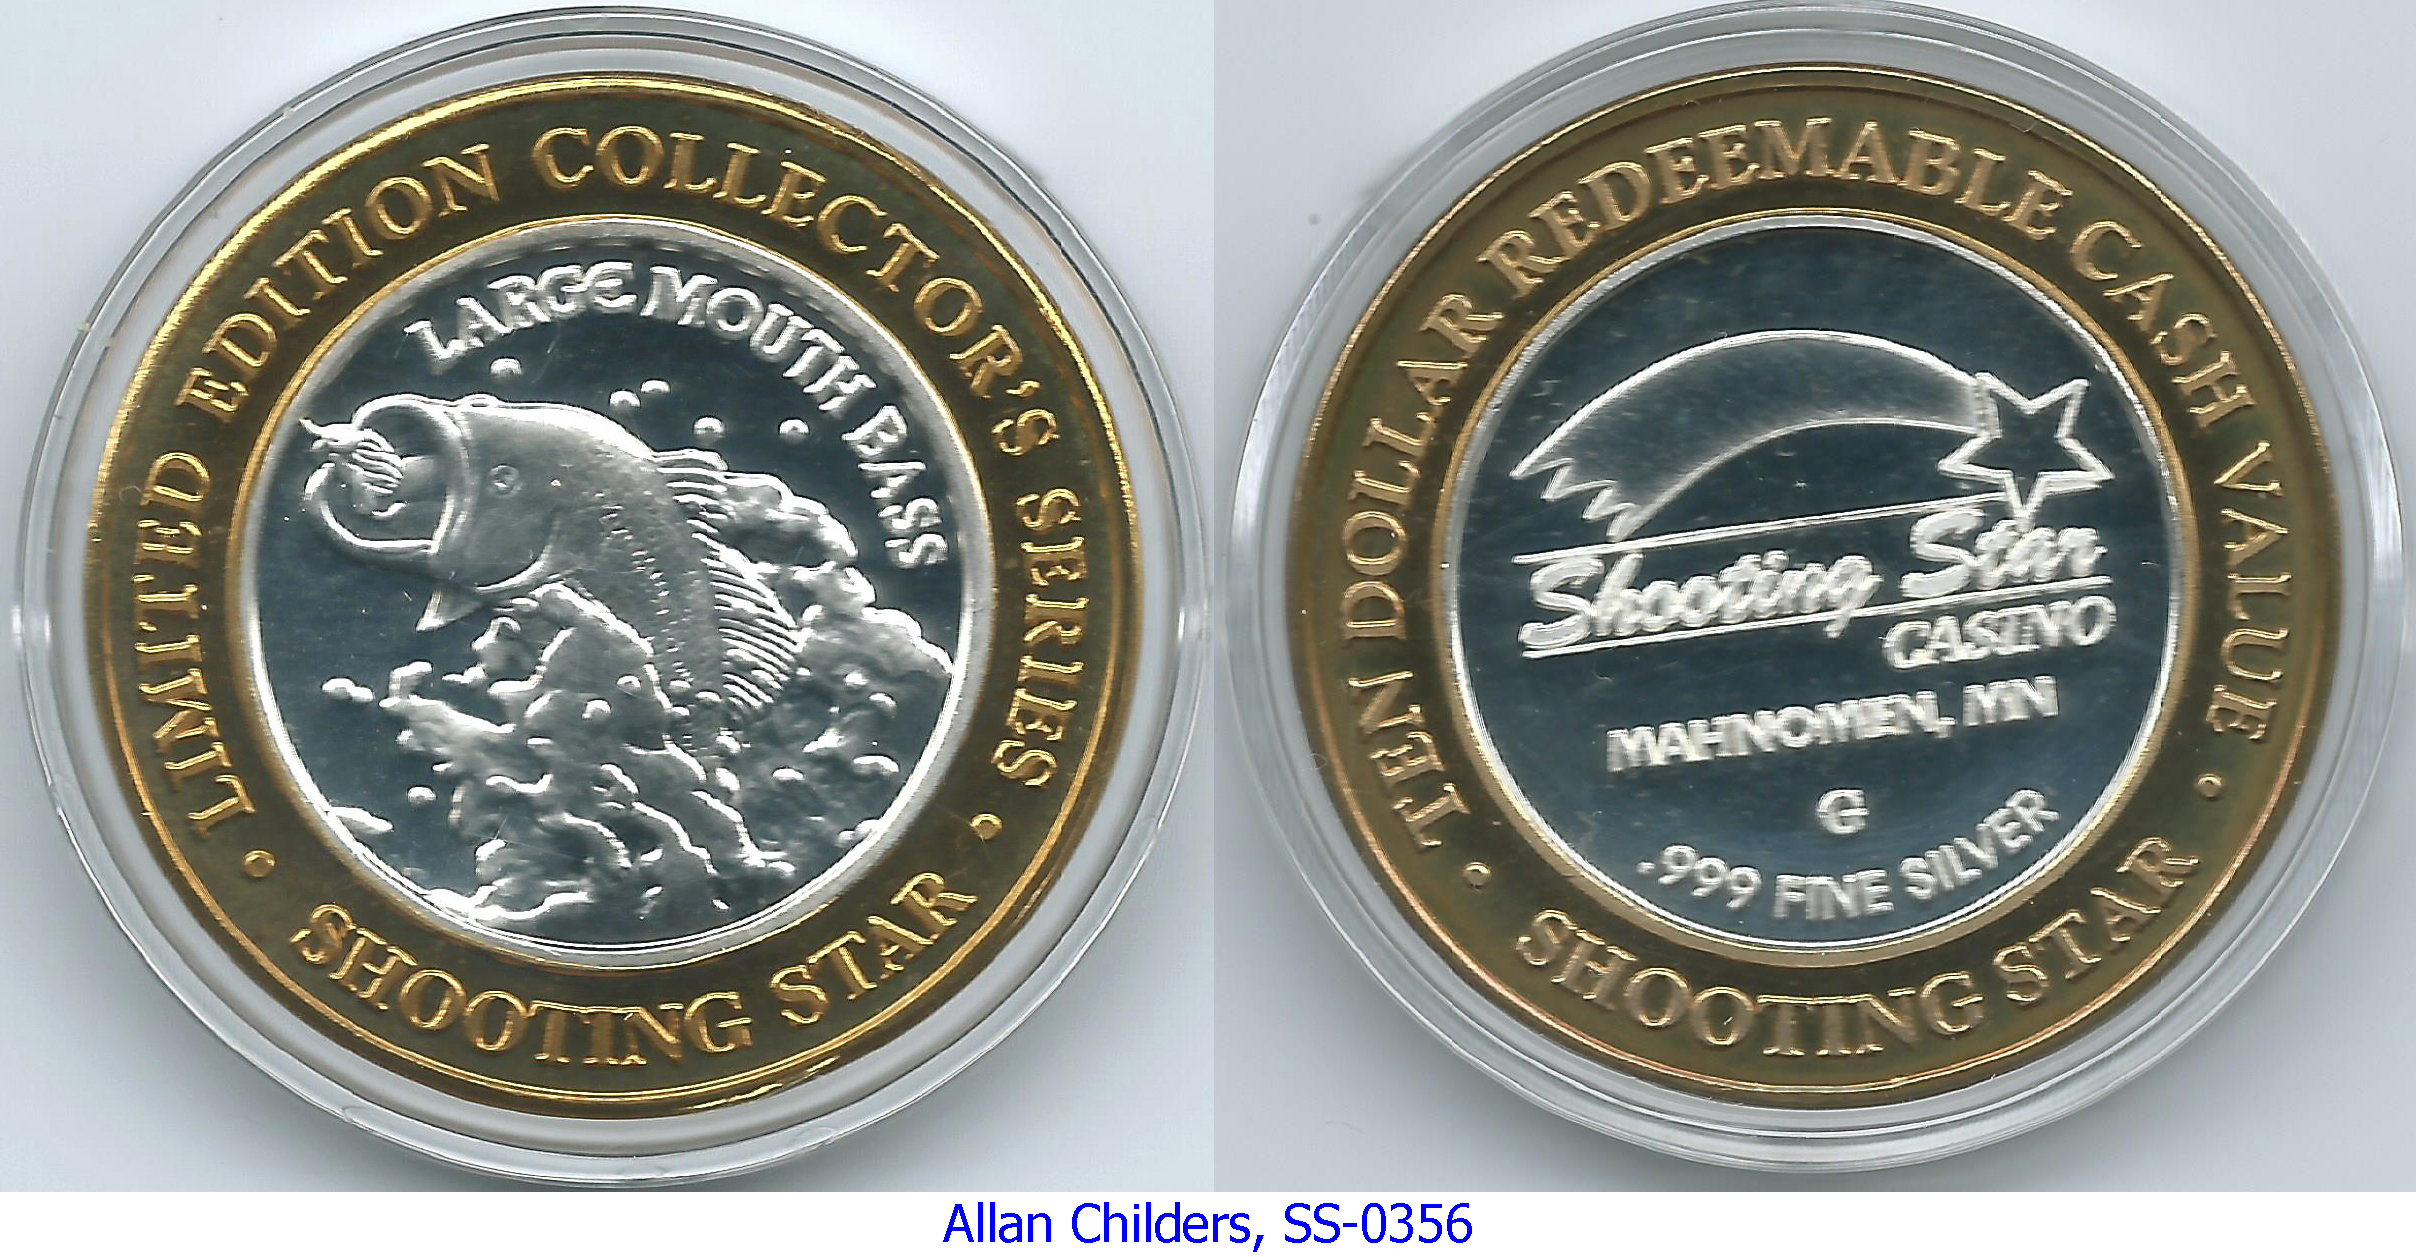 LIMITED EDITION COLLECTOR'S SERIES
LARGE MOUTH BASS
• SHOOTING STAR •
TEN DOLLAR REDEEMABLE CASH VALUE
Shooting Star
CASINO
MAHNOMEN, MN
G
.999 FINE SILVER
• SHOOTING STAR •
Allan Childers, SS-0356